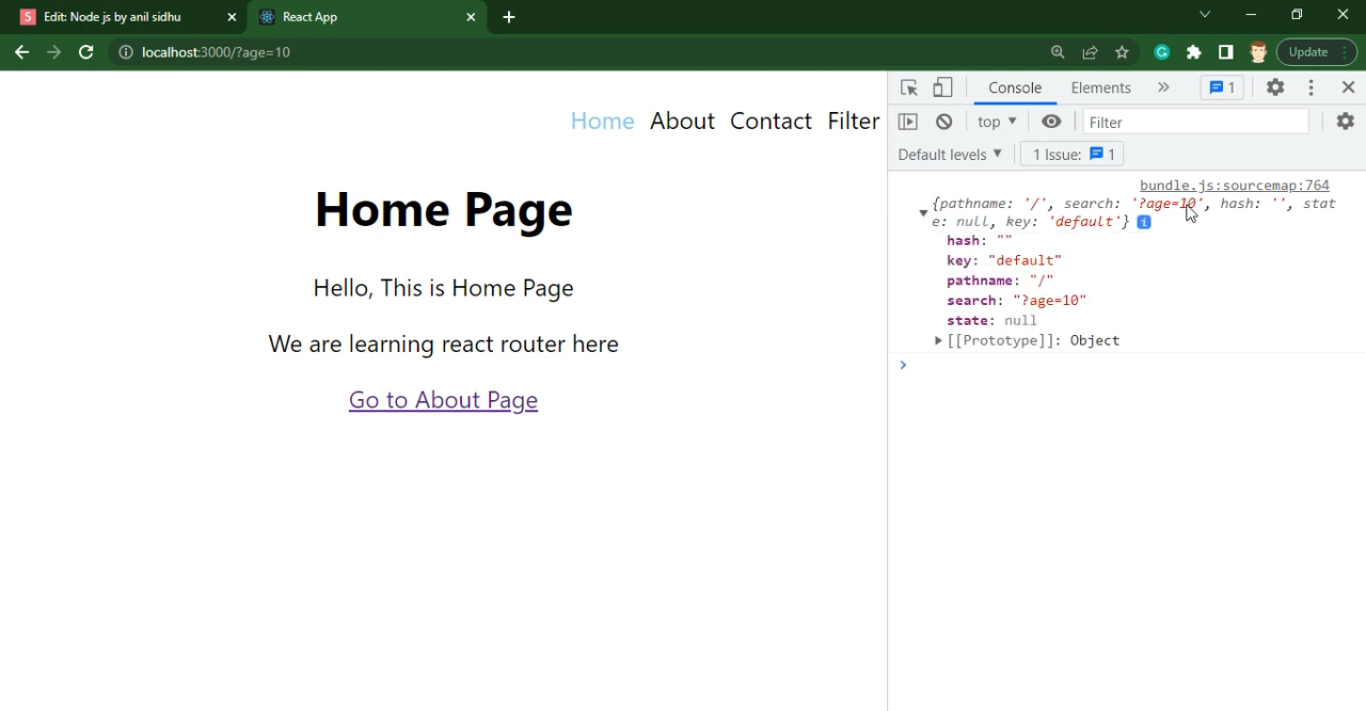 Edit: Node js by anil sidhu
React App
localhost:3000/?age=10
Update
Home About Contact Filter
Home Page
Hello, This is Home Page
We are learning react router here
Go to About Page
Console Elements » 1
top ▼ Filter
Default levels ▼ 1 Issue: 1
bundle.js:sourcemap:764
{pathname: '/', search: '?age=10', hash: '', stat
e: null, key: 'default'} i
hash: ""
key: "default"
pathname: "/"
search: "?age=10"
state: null
[[Prototype]]: Object